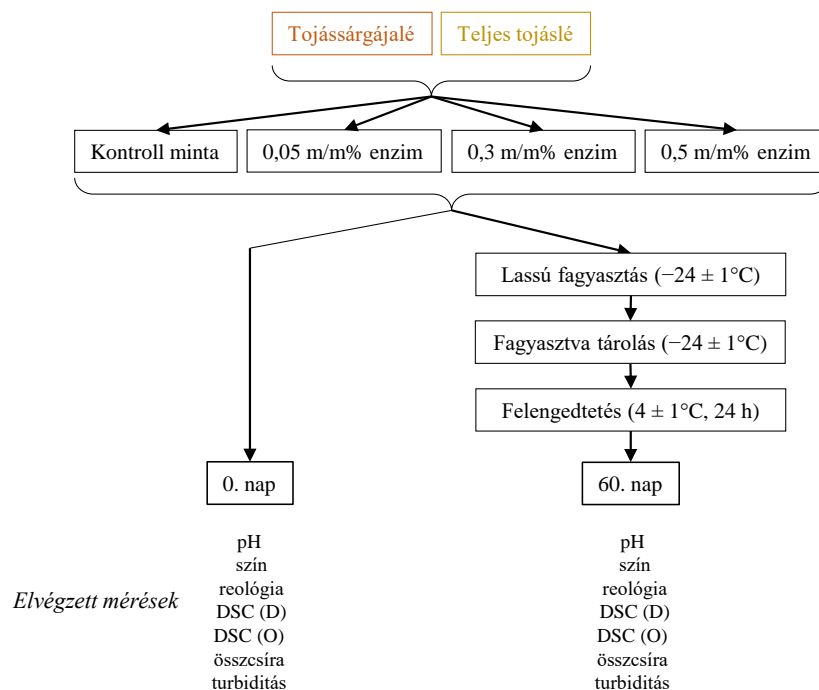 Tojássárgájalé
Teljes tojáslé
Kontroll minta
0,05 m/m% enzim
0,3 m/m% enzim
0,5 m/m% enzim
Lassú fagyasztás (−24 ± 1°C)
Fagyasztva tárolás (−24 ± 1°C)
Felengedtetés (4 ± 1°C, 24 h)
0. nap
60. nap
Elvégzett mérések
pH
szín
reológia
DSC (D)
DSC (O)
összcsíra
turbiditás
pH
szín
reológia
DSC (D)
DSC (O)
összcsíra
turbiditás